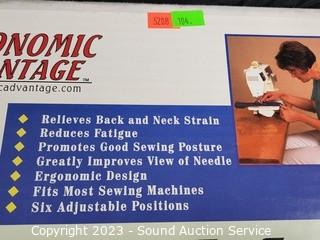 5208 104.
ONOMIC
NTAGE™
cadvantage.com
◆ Relieves Back and Neck Strain
◆ Reduces Fatigue
◆ Promotes Good Sewing Posture
◆ Greatly Improves View of Needle
◆ Ergonomic Design
◆ Fits Most Sewing Machines
◆ Six Adjustable Positions
Copyright 2023 - Sound Auction Service